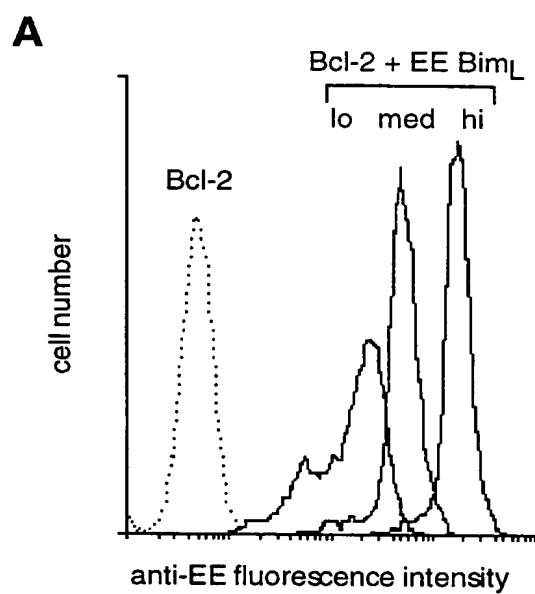 A
Bcl-2 + EE BimL
lo med hi
Bcl-2
cell number
anti-EE fluorescence intensity